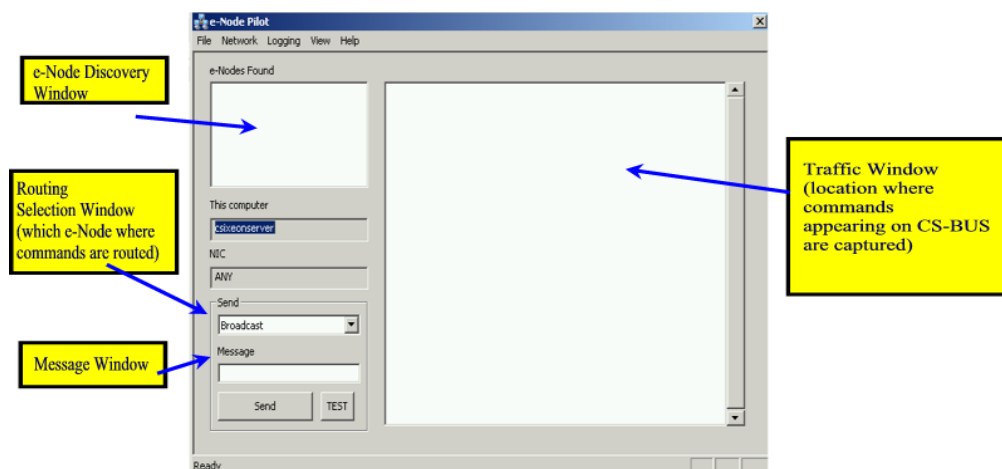 e-Node Pilot
File Network Logging View Help
e-Node Discovery
Window
e-Nodes Found
Routing
Selection Window
(which e-Node where
commands are routed)
This computer
csixeonserver
NIC
ANY
Send
Broadcast
Message Window
Message
Send TEST
Traffic Window
(location where
commands
appearing on CS-BUS
are captured)
Ready